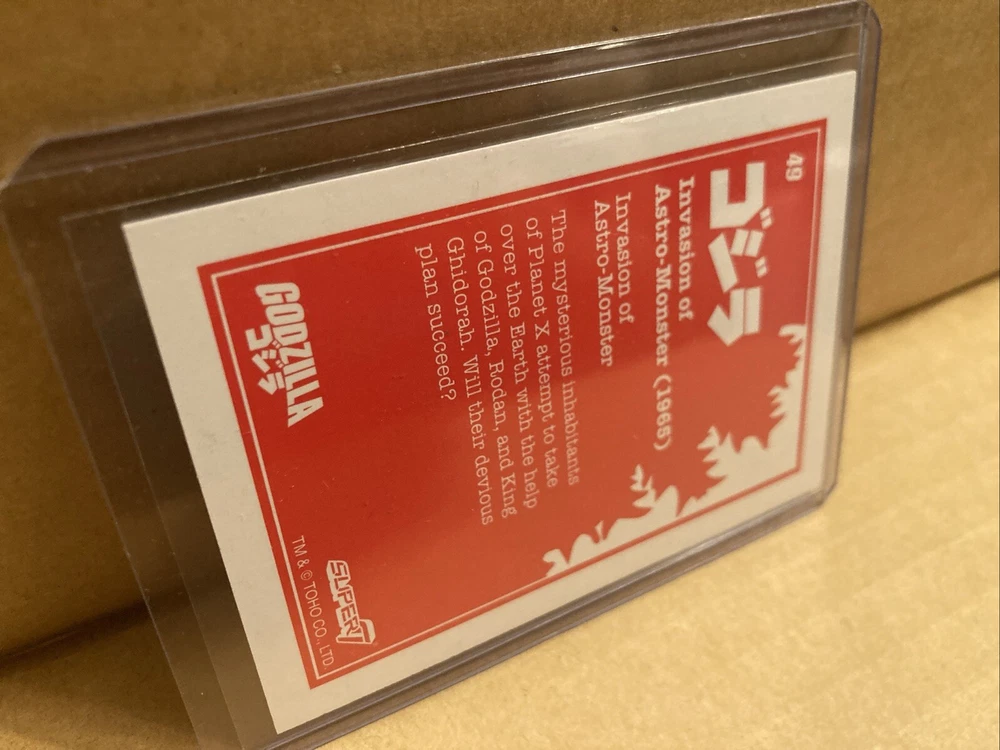 49
ゴジラ
Invasion of
Astro-Monster (1965)
Invasion of
Astro-Monster
The mysterious inhabitants
of Planet X attempt to take
over the Earth with the help
of Godzilla, Rodan, and King
Ghidorah. Will their devious
plan succeed?
GODZILLA
ゴジラ
SUPER7
TM & © TOHO CO., LTD.